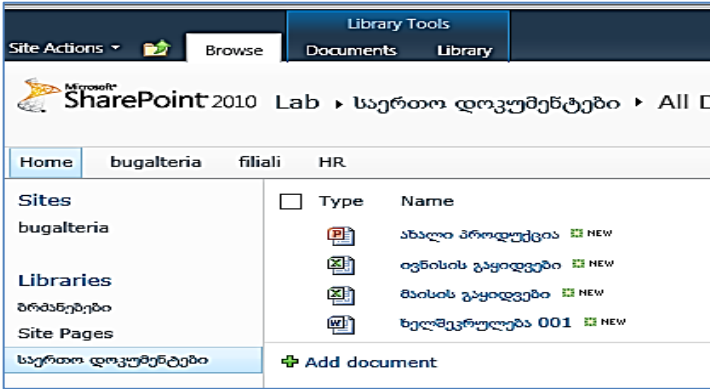 Library Tools
Site Actions Browse Documents Library
Microsoft
SharePoint 2010 Lab საერთო დოკუმენტები All D
Home bugalteria filiali HR
Sites
bugalteria
Libraries
ბრძანებები
Site Pages
საერთო დოკუმენტები
Type Name
ახალი პროდუქცია NEW
ივნისის გაყიდვები NEW
მაისის გაყიდვები NEW
ხელშეკრულება 001 NEW
Add document